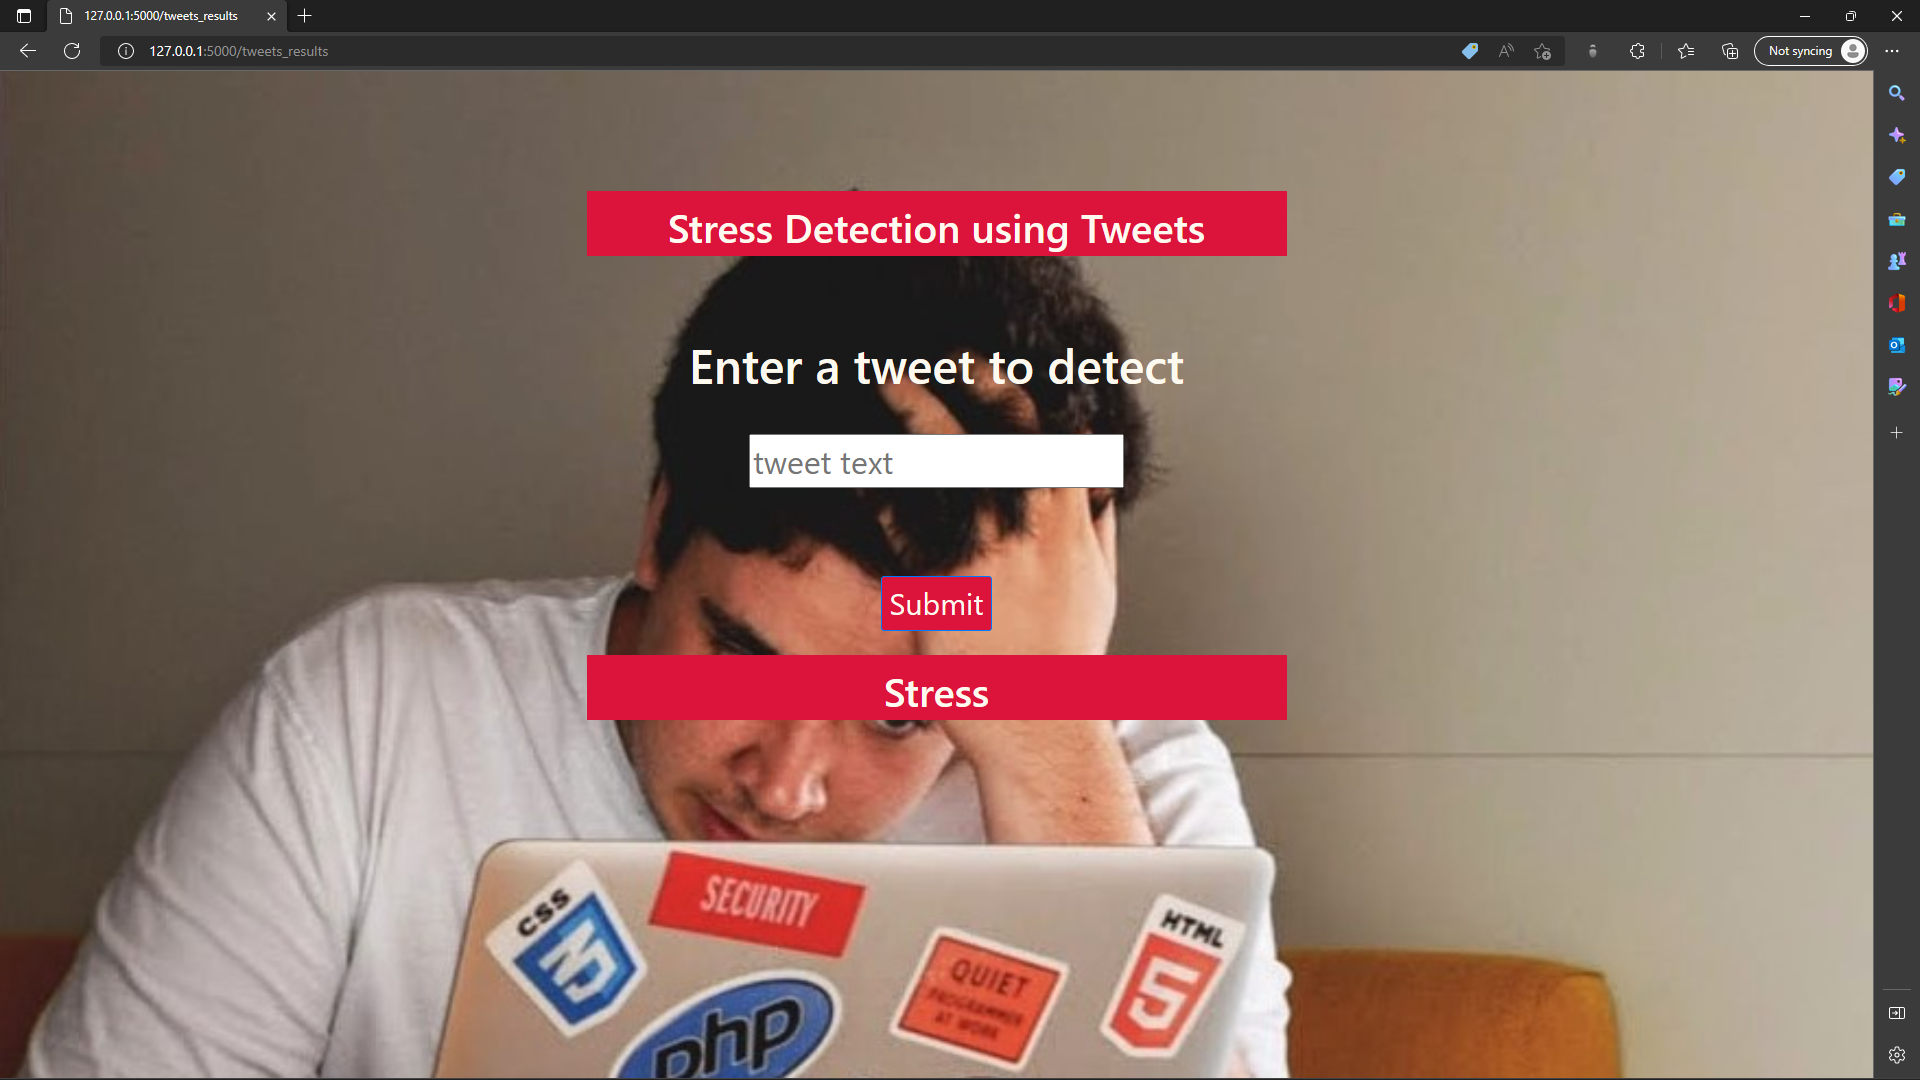 127.0.0.1:5000/tweets_results
127.0.0.1:5000/tweets_results
Not syncing
Stress Detection using Tweets
Enter a tweet to detect
tweet text
Submit
Stress
CSS
SECURITY
HTML
5
QUIET
PROGRAMMER
AT WORK
php